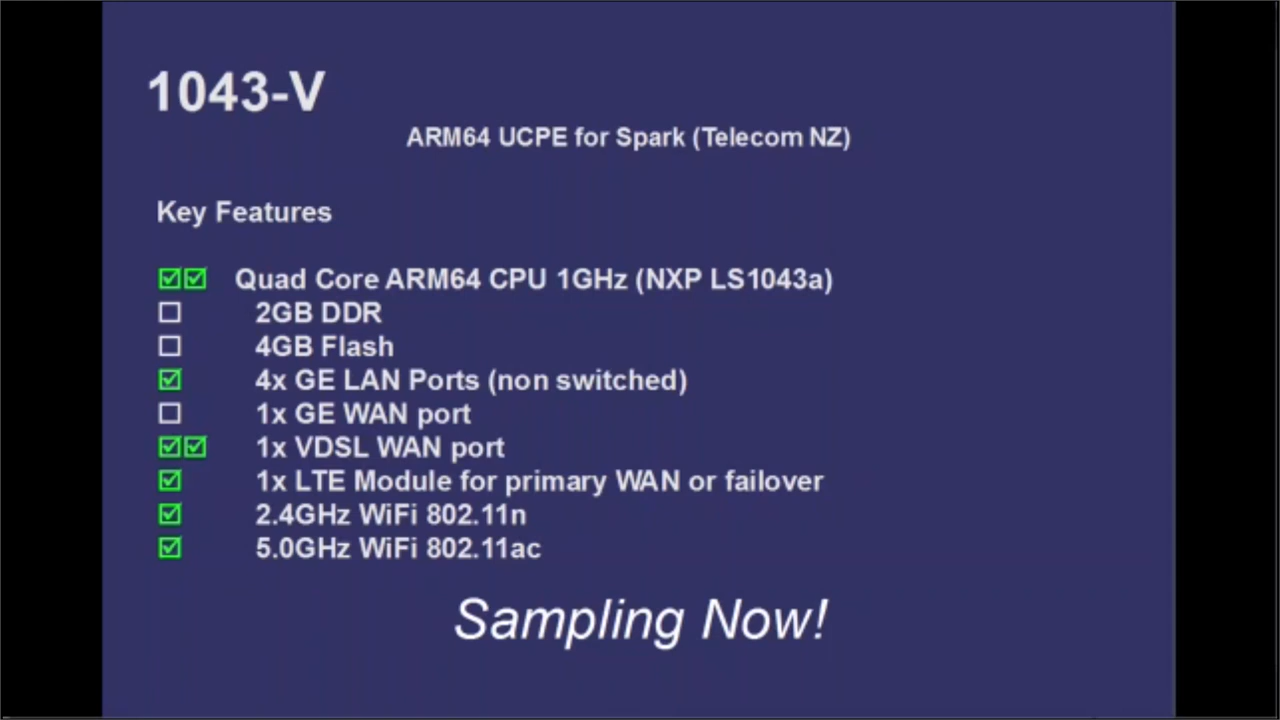 1043-V
ARM64 UCPE for Spark (Telecom NZ)
Key Features
☑☑ Quad Core ARM64 CPU 1GHz (NXP LS1043a)
☐ 2GB DDR
☐ 4GB Flash
☑ 4x GE LAN Ports (non switched)
☐ 1x GE WAN port
☑☑ 1x VDSL WAN port
☑ 1x LTE Module for primary WAN or failover
☑ 2.4GHz WiFi 802.11n
☑ 5.0GHz WiFi 802.11ac
Sampling Now!